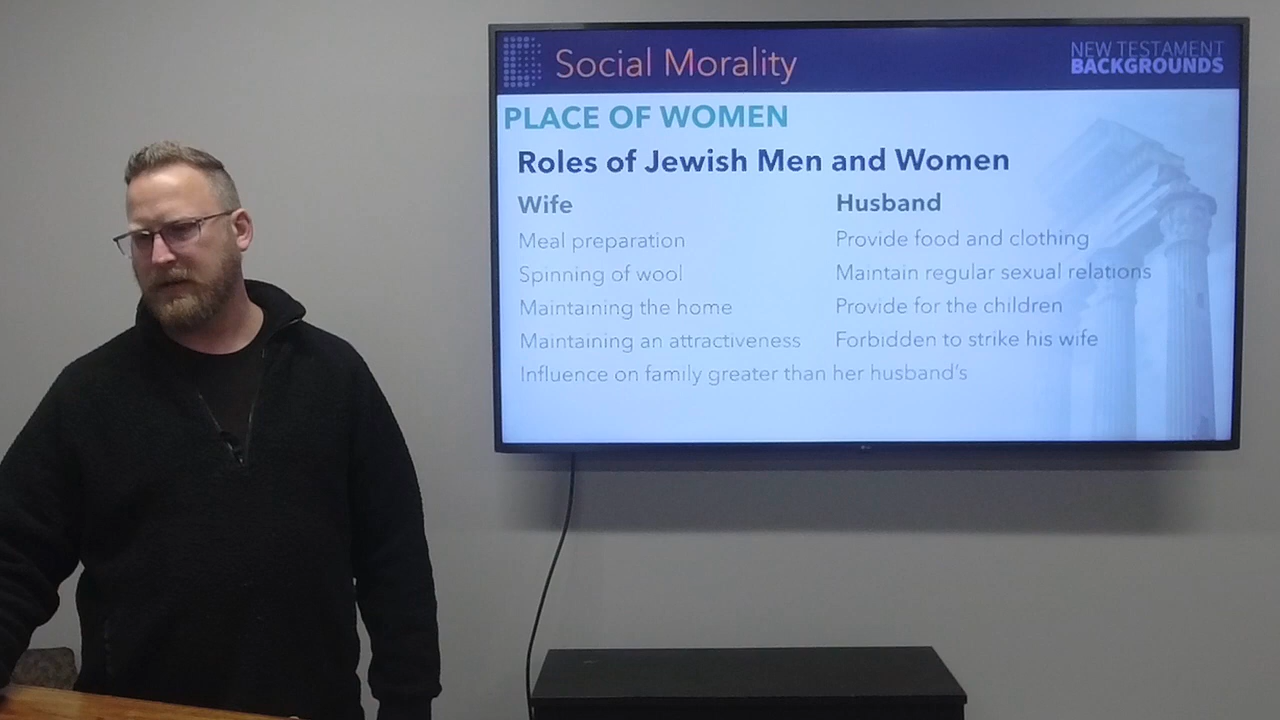 Social Morality
NEW TESTAMENT
BACKGROUNDS
PLACE OF WOMEN
Roles of Jewish Men and Women
Wife
Husband
Meal preparation
Provide food and clothing
Spinning of wool
Maintain regular sexual relations
Maintaining the home
Provide for the children
Maintaining an attractiveness
Forbidden to strike his wife
Influence on family greater than her husband's